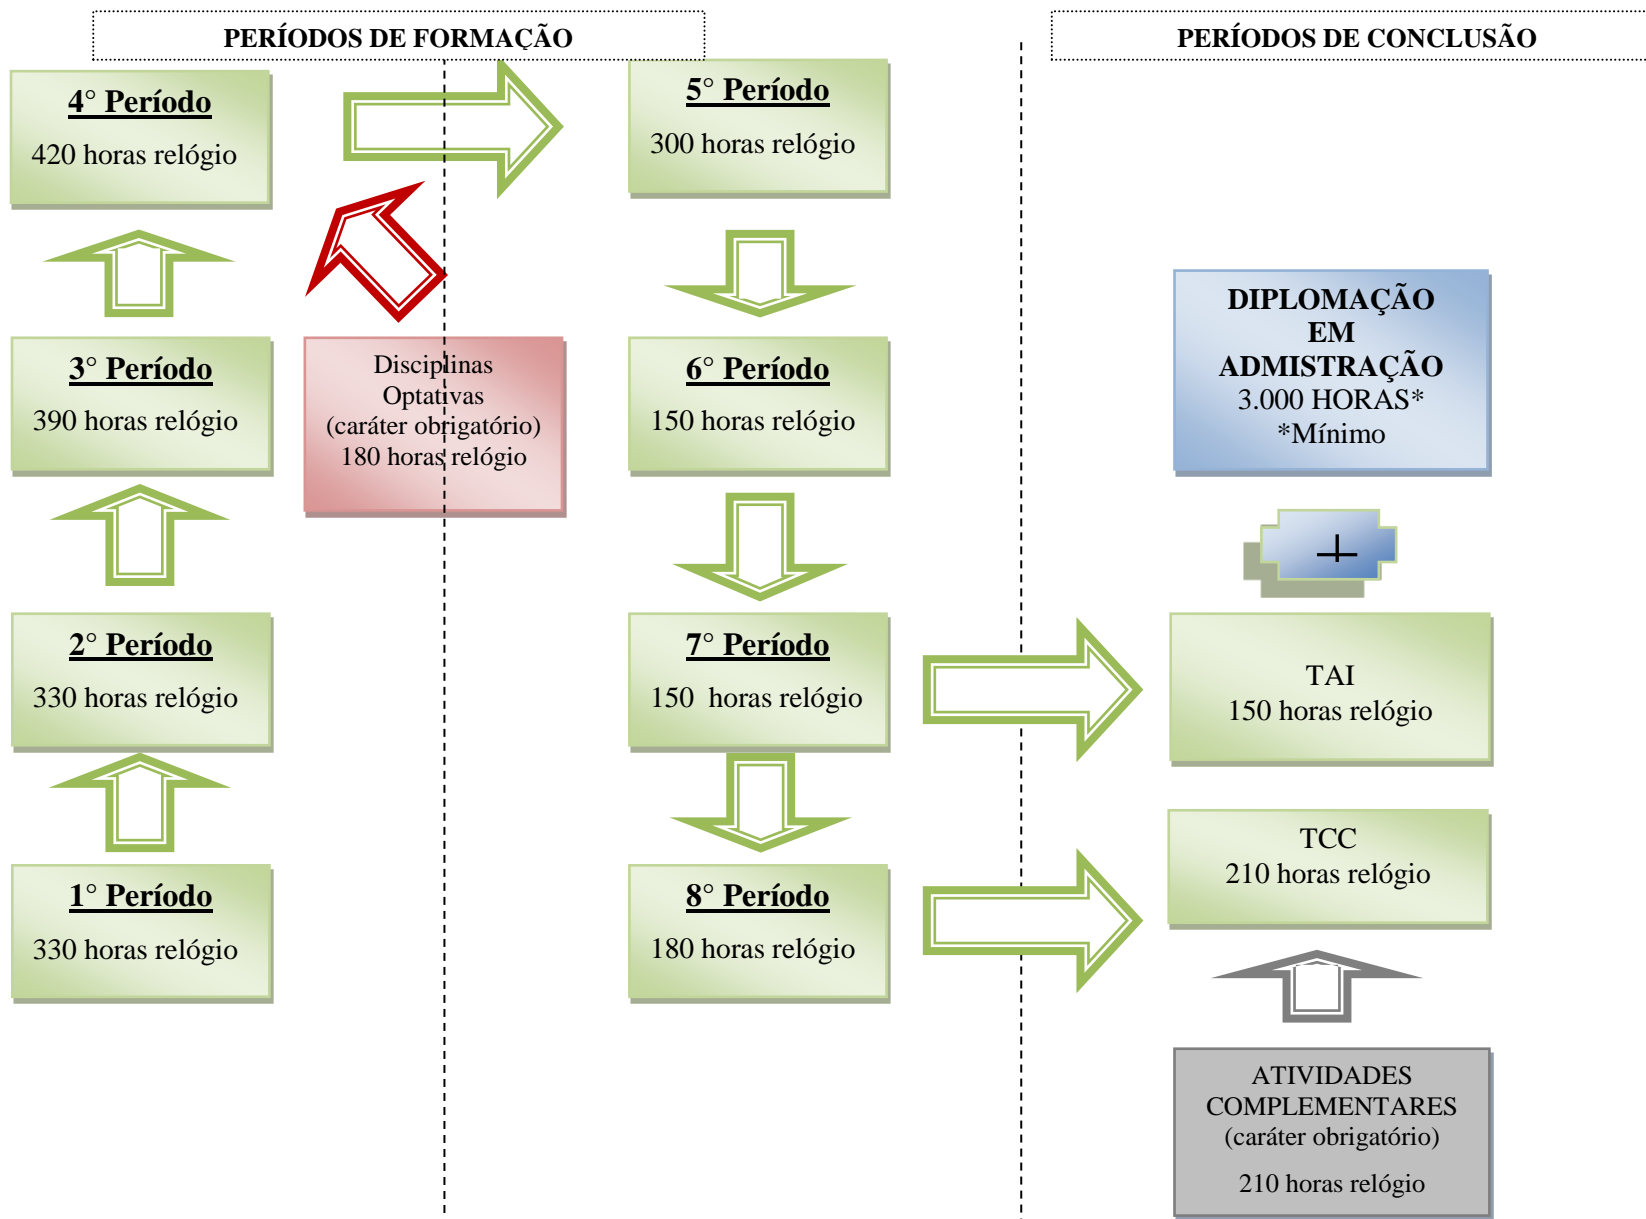 PERÍODOS DE FORMAÇÃO
PERÍODOS DE CONCLUSÃO
4° Período
420 horas relógio
5° Período
300 horas relógio
3° Período
390 horas relógio
Disciplinas
Optativas
(caráter obrigatório)
180 horas relógio
6° Período
150 horas relógio
DIPLOMAÇÃO
EM
ADMISTRAÇÃO
3.000 HORAS*
*Mínimo
+
2° Período
330 horas relógio
7° Período
150 horas relógio
TAI
150 horas relógio
1° Período
330 horas relógio
8° Período
180 horas relógio
TCC
210 horas relógio
ATIVIDADES
COMPLEMENTARES
(caráter obrigatório)
210 horas relógio